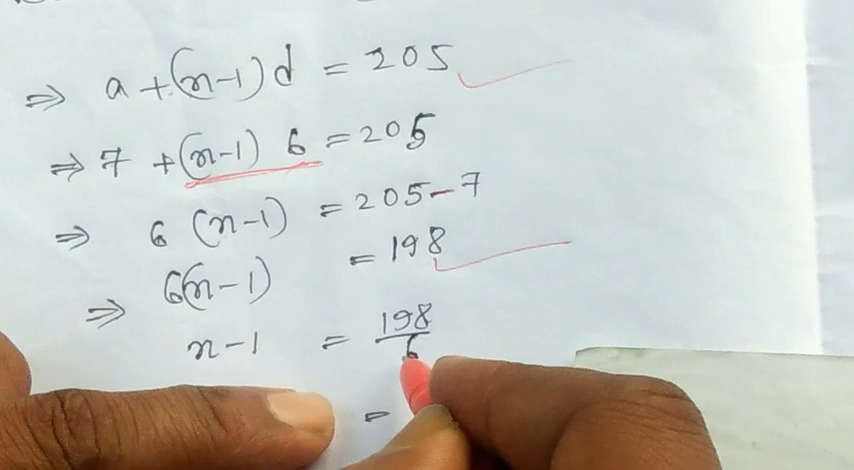 ⇒ a + (n-1) d = 205
⇒ 7 + (n-1) 6 = 205
⇒ 6 (n-1) = 205-7
6(n-1) = 198
⇒ n-1 = 198/6
=